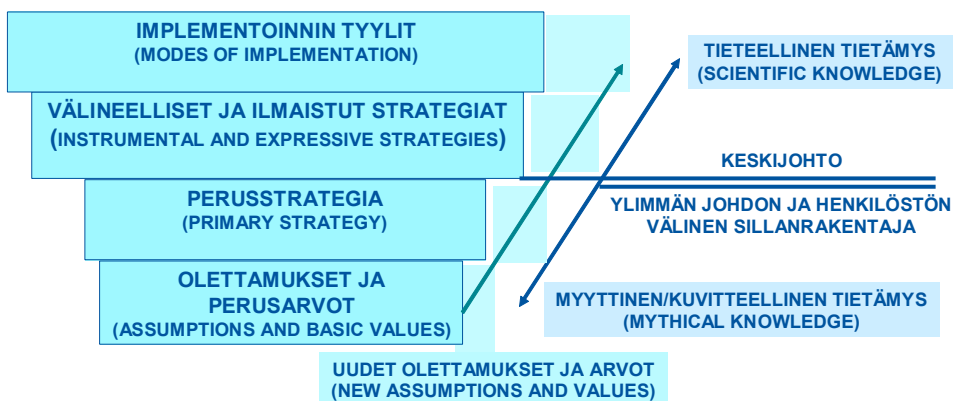 IMPLEMENTOINNIN TYYLIT
(MODES OF IMPLEMENTATION)
VÄLINEELLISET JA ILMAISTUT STRATEGIAT
(INSTRUMENTAL AND EXPRESSIVE STRATEGIES)
PERUSSTRATEGIA
(PRIMARY STRATEGY)
OLETTAMUKSET JA
PERUSARVOT
(ASSUMPTIONS AND BASIC VALUES)
UUDET OLETTAMUKSET JA ARVOT
(NEW ASSUMPTIONS AND VALUES)
TIETEELLINEN TIETÄMYS
(SCIENTIFIC KNOWLEDGE)
KESKIJOHTO
YLIMMÄN JOHDON JA HENKILÖSTÖN
VÄLINEN SILLANRAKENTAJA
MYYTTINEN/KUVITTEELLINEN TIETÄMYS
(MYTHICAL KNOWLEDGE)